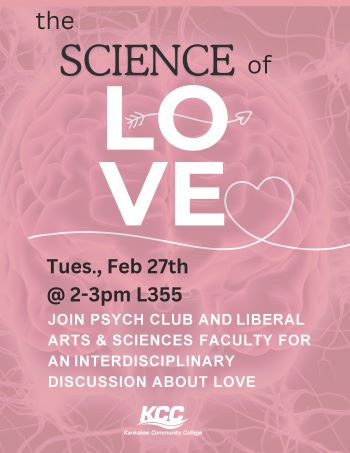 the
SCIENCE of
LO
VE
Tues., Feb 27th
@ 2-3pm L355
JOIN PSYCH CLUB AND LIBERAL
ARTS & SCIENCES FACULTY FOR
AN INTERDISCIPLINARY
DISCUSSION ABOUT LOVE
KCC
Kankakee Community College